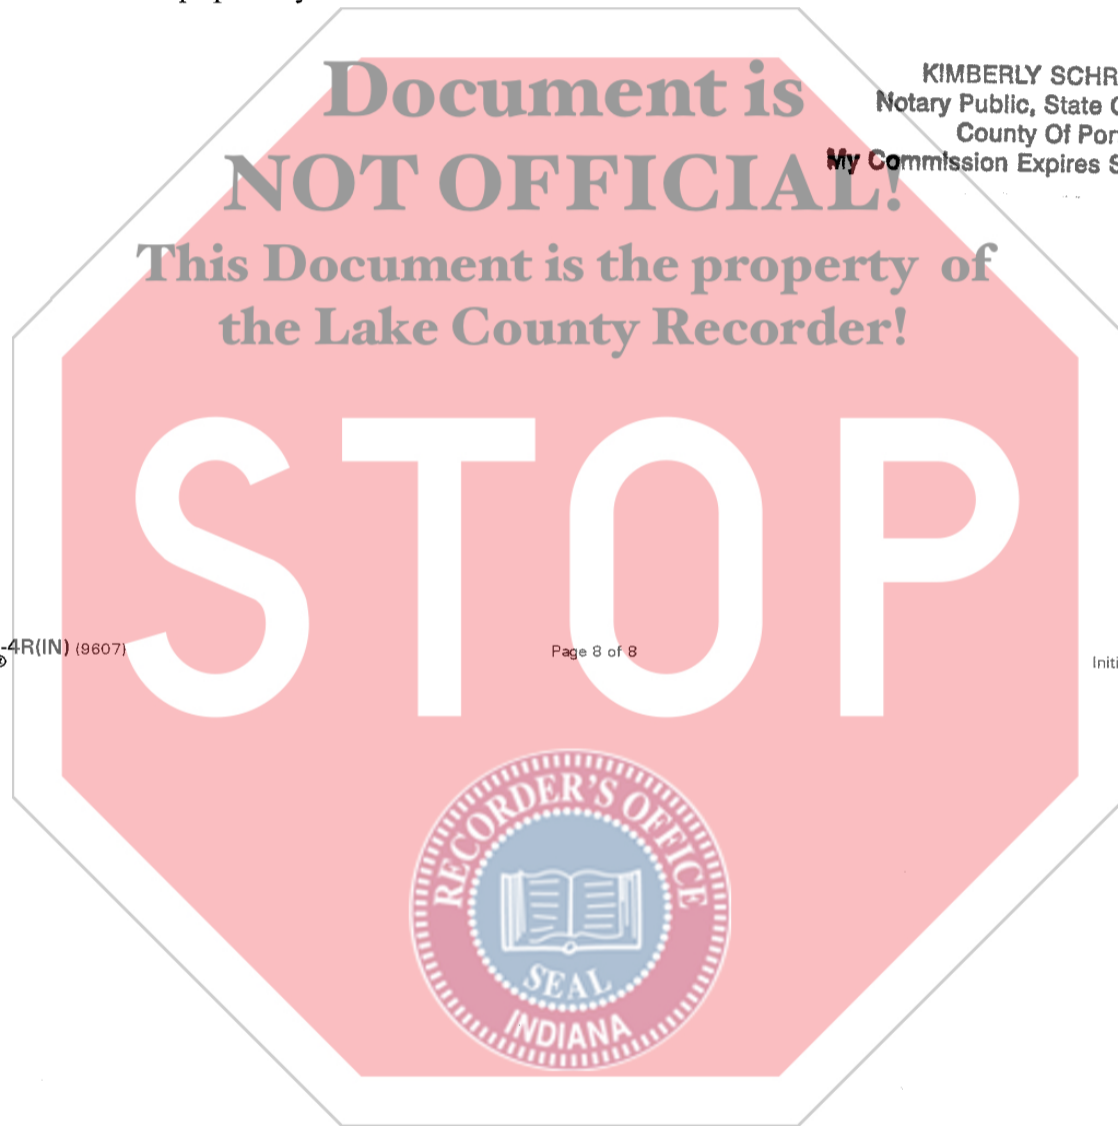 Document is
KIMBERLY SCHR
Notary Public, State
NOT OFFICIAL!
County Of Por
My Commission Expires S
This Document is the property of
the Lake County Recorder!
STOP
-4R(IN) (9607)
Page 8 of 8
Initi
RECORDER'S OFFICE
SEAL
INDIANA